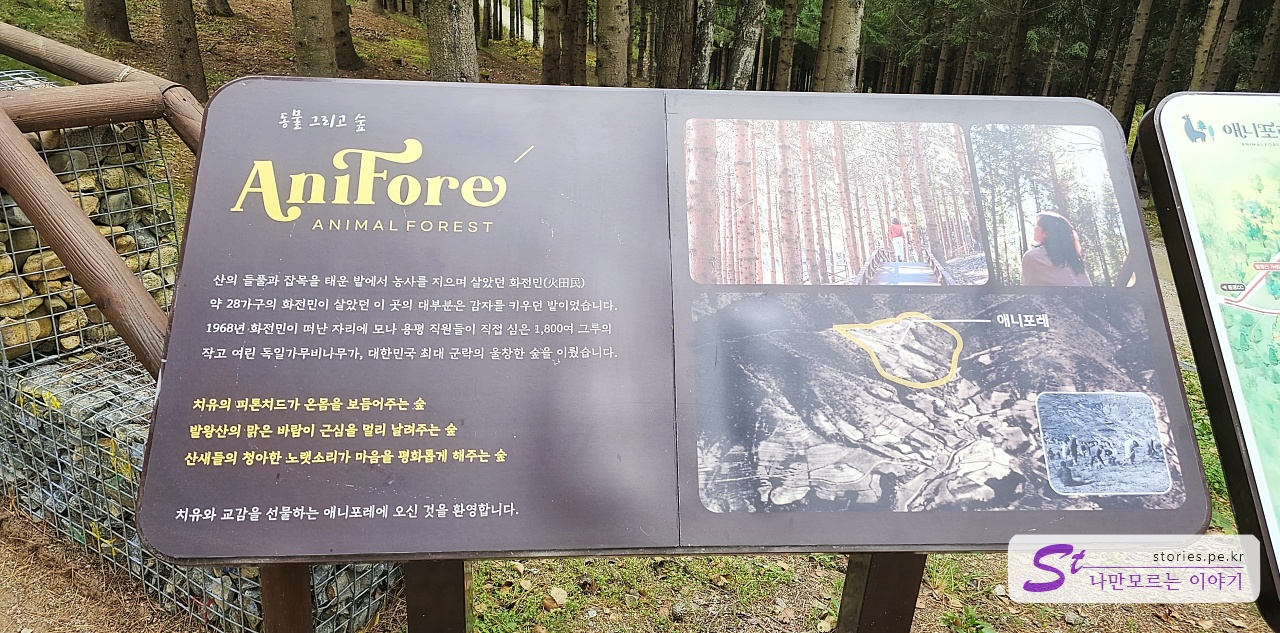 동물 그리고 숲
AniFore
ANIMAL FOREST
산의 들풀과 잡목을 태운 밭에서 농사를 지으며 살았던 화전민(火田民)
약 28가구의 화전민이 살았던 이 곳의 대부분은 감자를 키우던 밭이었습니다.
1968년 화전민이 떠난 자리에 모나 용평 직원들이 직접 심은 1,800여 그루의
작고 여린 독일가무비나무가, 대한민국 최대 군락의 울창한 숲을 이뤘습니다.
치유의 피톤치드가 온몸을 보듬어주는 숲
발왕산의 맑은 바람이 근심을 멀리 날려주는 숲
산새들의 청아한 노랫소리가 마음을 평화롭게 해주는 숲
치유와 교감을 선물하는 애니포레에 오신 것을 환영합니다.
애니포레
애니포
St
stories.pe.kr
나만모르는 이야기